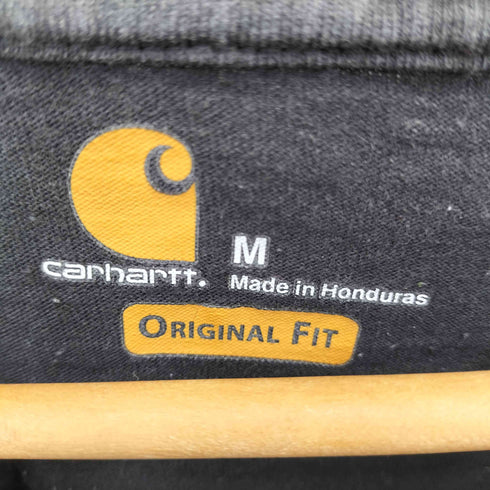 carhartt.
M
Made in Honduras
ORIGINAL FIT